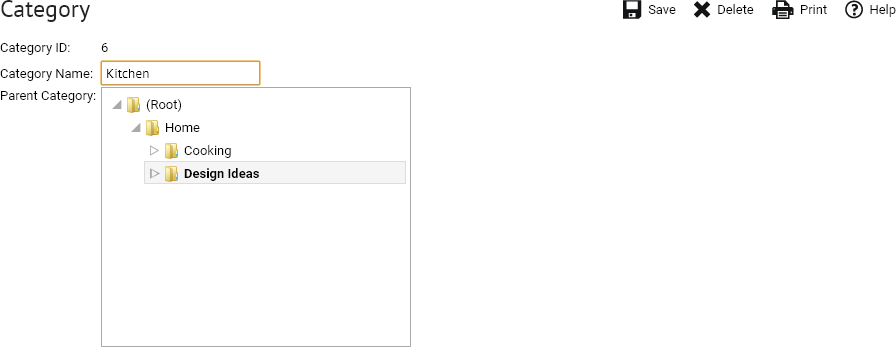 Category
Save Delete Print Help
Category ID: 6
Category Name: Kitchen
Parent Category:
(Root)
Home
Cooking
Design Ideas